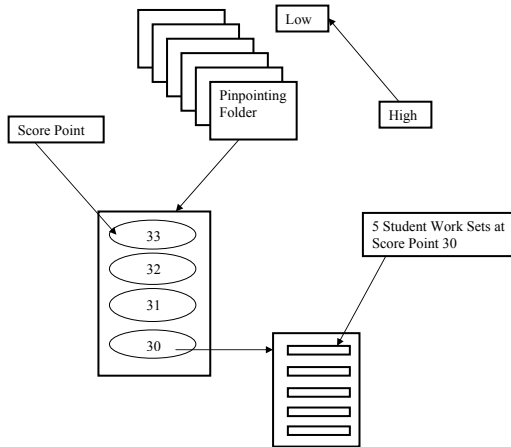 Low
Pinpointing
Folder
High
Score Point
5 Student Work Sets at
Score Point 30
33
32
31
30